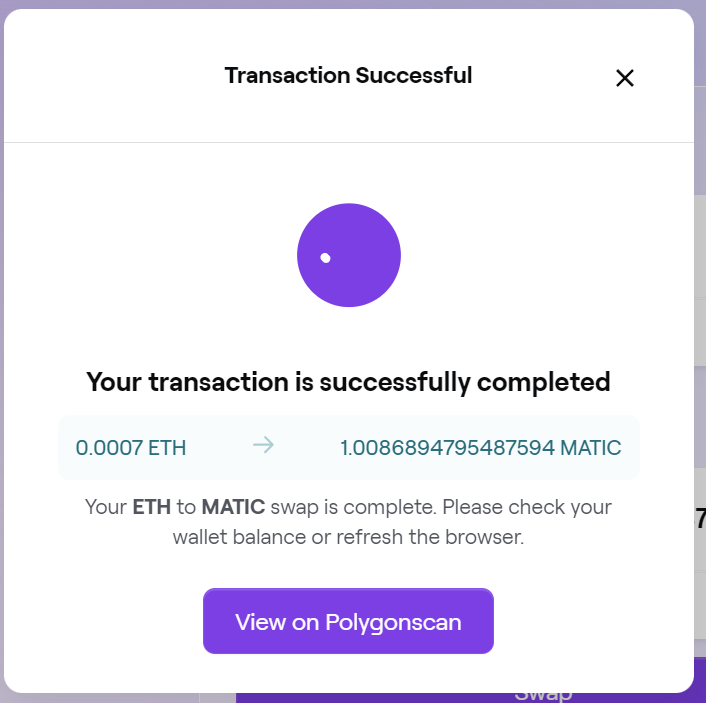 Transaction Successful
Your transaction is successfully completed
0.0007 ETH → 1.0086894795487594 MATIC
Your ETH to MATIC swap is complete. Please check your
wallet balance or refresh the browser.
7
View on Polygonscan
Swap